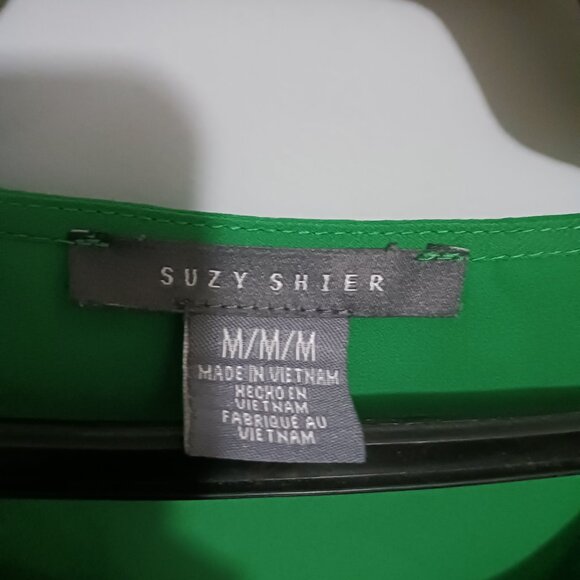 SUZY SHIER
M/M/M
MADE IN VIETNAM
HECHO EN
VIETNAM
FABRIQUE AU
VIETNAM